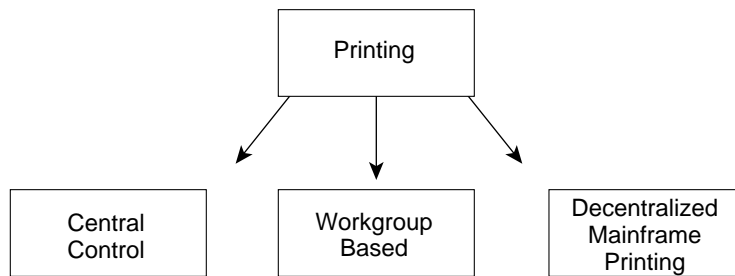 Printing
Central
Control
Workgroup
Based
Decentralized
Mainframe
Printing